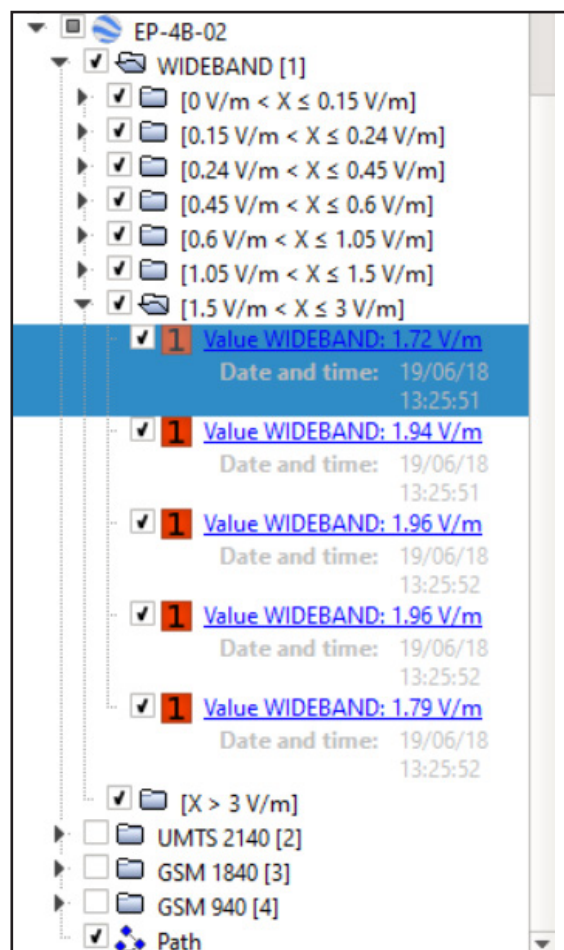 EP-4B-02
WIDEBAND [1]
[0 V/m < X ≤ 0.15 V/m]
[0.15 V/m < X ≤ 0.24 V/m]
[0.24 V/m < X ≤ 0.45 V/m]
[0.45 V/m < X ≤ 0.6 V/m]
[0.6 V/m < X ≤ 1.05 V/m]
[1.05 V/m < X ≤ 1.5 V/m]
[1.5 V/m < X ≤ 3 V/m]
1 Value WIDEBAND: 1.72 V/m
Date and time: 19/06/18
13:25:51
1 Value WIDEBAND: 1.94 V/m
Date and time: 19/06/18
13:25:51
1 Value WIDEBAND: 1.96 V/m
Date and time: 19/06/18
13:25:52
1 Value WIDEBAND: 1.96 V/m
Date and time: 19/06/18
13:25:52
1 Value WIDEBAND: 1.79 V/m
Date and time: 19/06/18
13:25:52
[X > 3 V/m]
UMTS 2140 [2]
GSM 1840 [3]
GSM 940 [4]
Path